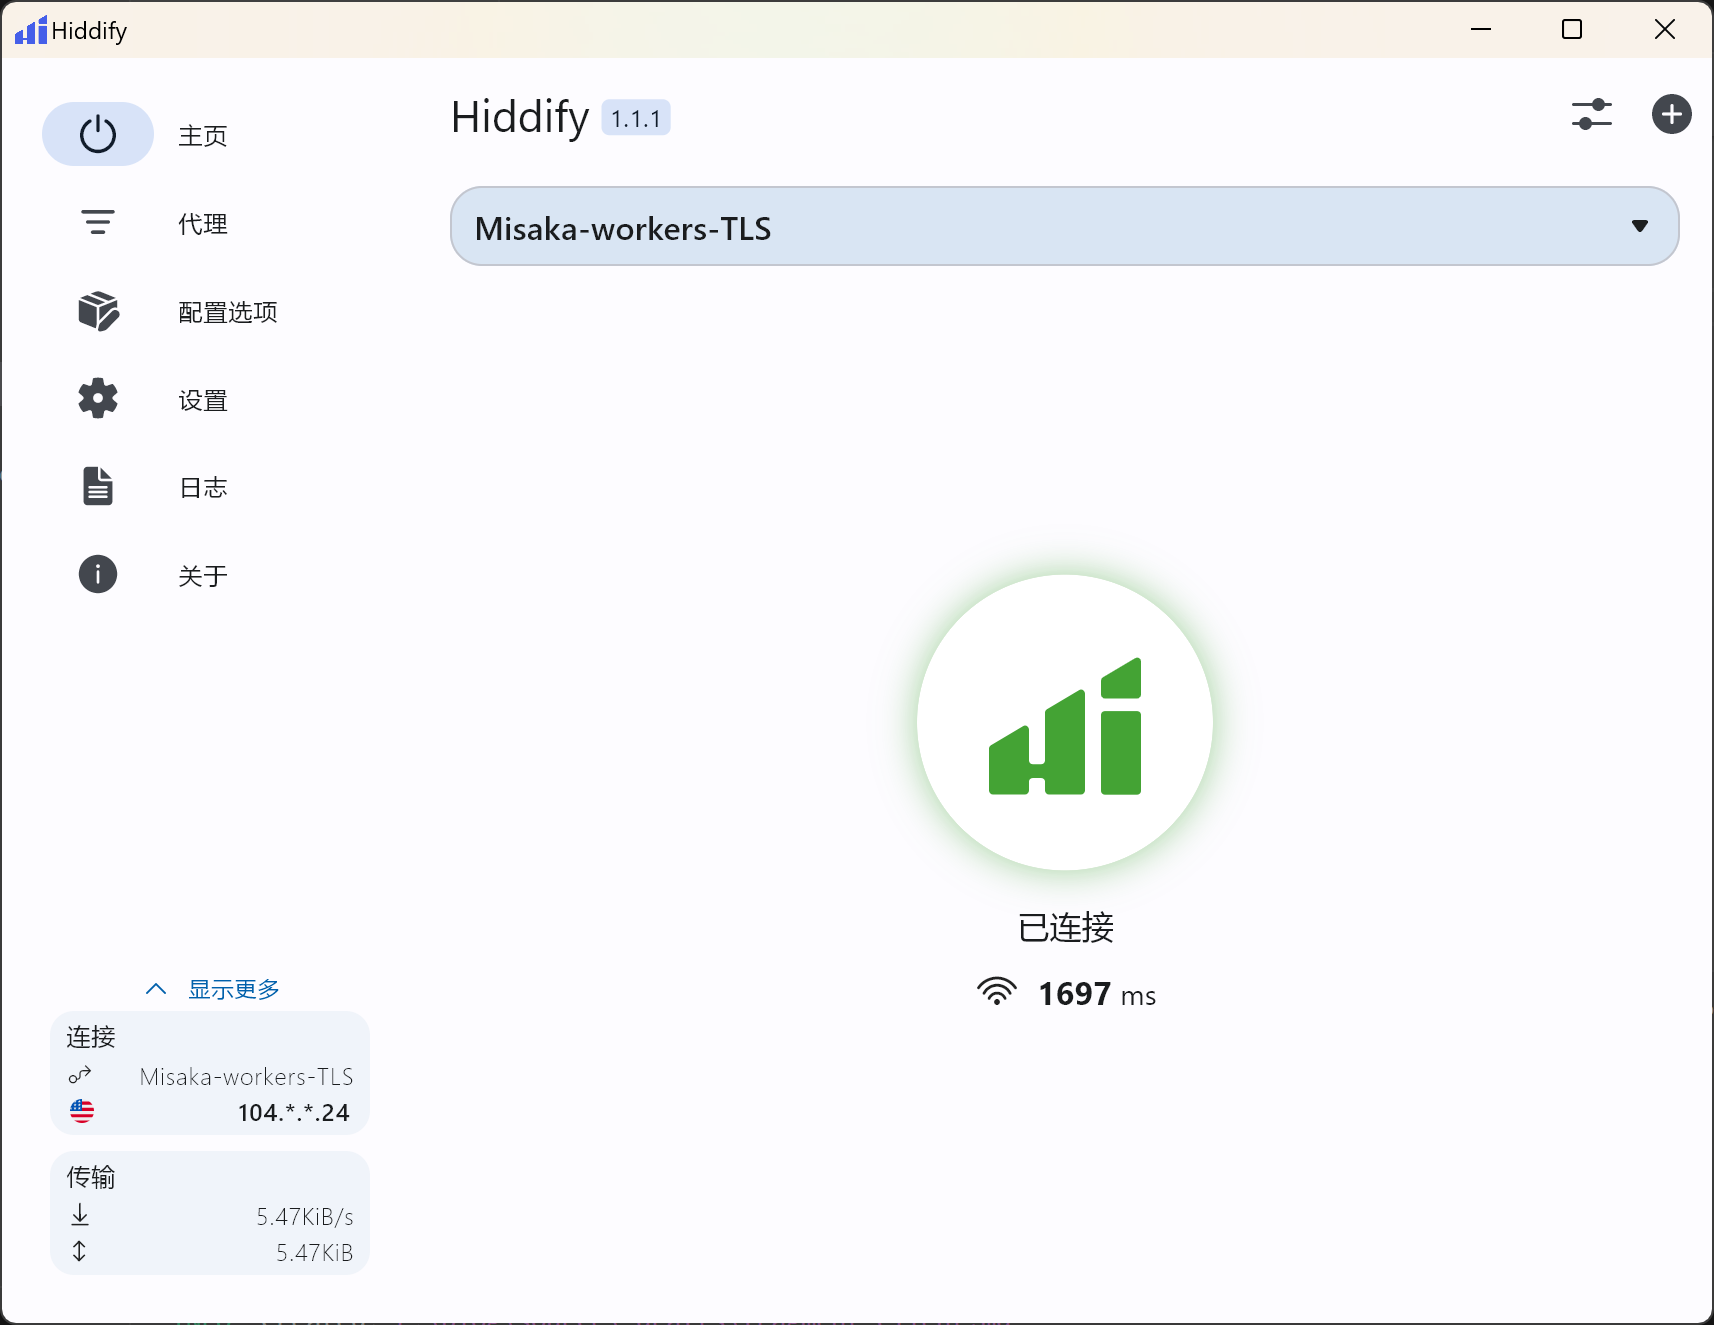 Hiddify
主页
代理
配置选项
设置
日志
关于
Hiddify 1.1.1
Misaka-workers-TLS
已连接
1697 ms
显示更多
连接
Misaka-workers-TLS
104.*.*.24
传输
5.47KiB/s
5.47KiB